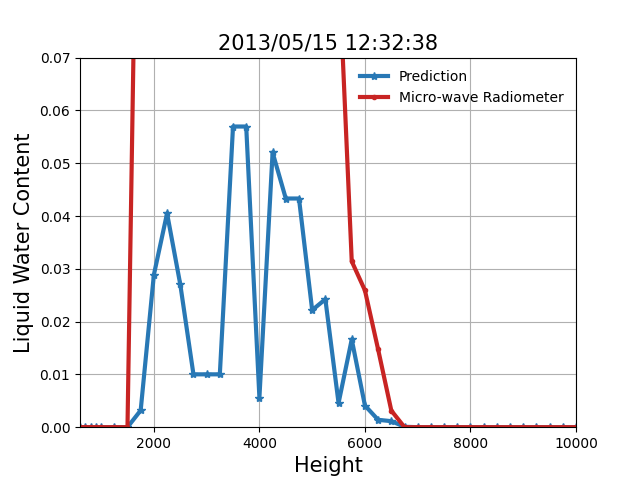 2013/05/15 12:32:38
0.07
0.06
0.05
0.04
0.03
0.02
0.01
0.00
Liquid Water Content
Prediction
Micro-wave Radiometer
2000 4000 6000 8000 10000
Height